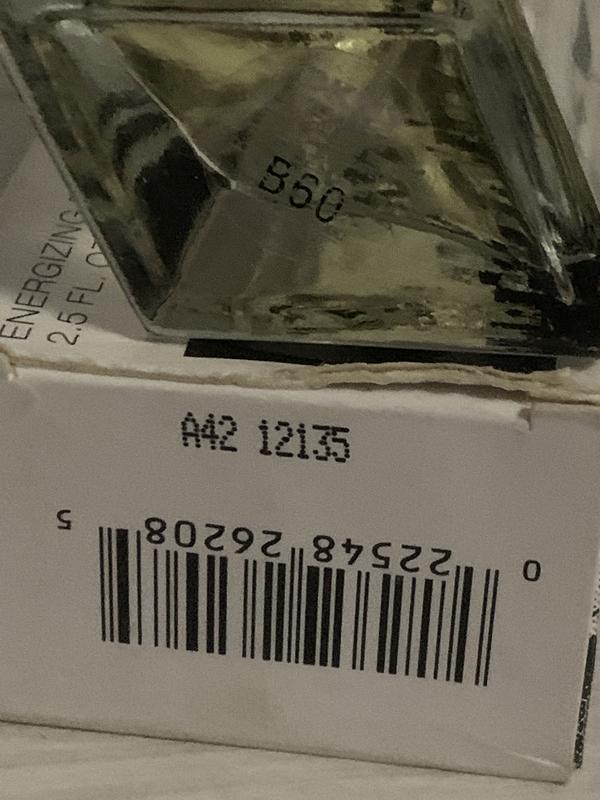 B60
ENERGIZING
2.5 FL.
A42 12135
0 22548 26208 5